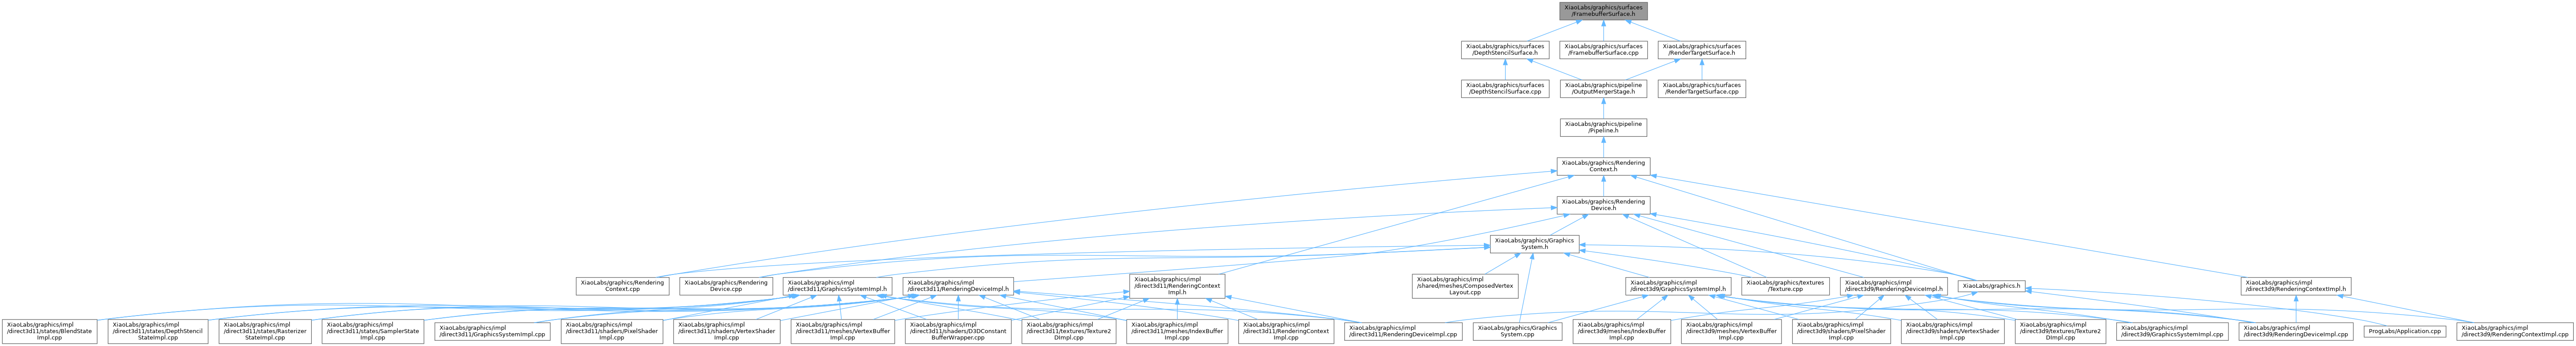 XiaoLabs/graphics/surfaces
/FramebufferSurface.h
XiaoLabs/graphics/surfaces
/DepthStencilSurface.h
XiaoLabs/graphics/surfaces
/FramebufferSurface.cpp
XiaoLabs/graphics/surfaces
/RenderTargetSurface.h
XiaoLabs/graphics/surfaces
/DepthStencilSurface.cpp
XiaoLabs/graphics/pipeline
/OutputMergerStage.h
XiaoLabs/graphics/surfaces
/RenderTargetSurface.cpp
XiaoLabs/graphics/pipeline
/Pipeline.h
XiaoLabs/graphics/Rendering
Context.h
XiaoLabs/graphics/Rendering
Device.h
XiaoLabs/graphics/Graphics
System.h
XiaoLabs/graphics/Rendering
Context.cpp
XiaoLabs/graphics/Rendering
Device.cpp
XiaoLabs/graphics/impl
/direct3d11/GraphicsSystemImpl.h
XiaoLabs/graphics/impl
/direct3d11/RenderingDeviceImpl.h
XiaoLabs/graphics/impl
/direct3d11/RenderingContext
Impl.h
XiaoLabs/graphics/impl
/shared/meshes/ComposedVertex
Layout.cpp
XiaoLabs/graphics/impl
/direct3d9/GraphicsSystemImpl.h
XiaoLabs/graphics/textures
/Texture.cpp
XiaoLabs/graphics/impl
/direct3d9/RenderingDeviceImpl.h
XiaoLabs/graphics.h
XiaoLabs/graphics/impl
/direct3d9/RenderingContextImpl.h
XiaoLabs/graphics/impl
/direct3d11/states/BlendState
Impl.cpp
XiaoLabs/graphics/impl
/direct3d11/states/DepthStencil
StateImpl.cpp
XiaoLabs/graphics/impl
/direct3d11/states/Rasterizer
StateImpl.cpp
XiaoLabs/graphics/impl
/direct3d11/states/SamplerState
Impl.cpp
XiaoLabs/graphics/impl
/direct3d11/GraphicsSystemImpl.cpp
XiaoLabs/graphics/impl
/direct3d11/shaders/PixelShader
Impl.cpp
XiaoLabs/graphics/impl
/direct3d11/shaders/VertexShader
Impl.cpp
XiaoLabs/graphics/impl
/direct3d11/meshes/VertexBuffer
Impl.cpp
XiaoLabs/graphics/impl
/direct3d11/shaders/D3DConstant
BufferWrapper.cpp
XiaoLabs/graphics/impl
/direct3d11/textures/Texture2
DImpl.cpp
XiaoLabs/graphics/impl
/direct3d11/meshes/IndexBuffer
Impl.cpp
XiaoLabs/graphics/impl
/direct3d11/RenderingContext
Impl.cpp
XiaoLabs/graphics/impl
/direct3d11/RenderingDeviceImpl.cpp
XiaoLabs/graphics/Graphics
System.cpp
XiaoLabs/graphics/impl
/direct3d9/meshes/IndexBuffer
Impl.cpp
XiaoLabs/graphics/impl
/direct3d9/meshes/VertexBuffer
Impl.cpp
XiaoLabs/graphics/impl
/direct3d9/shaders/PixelShader
Impl.cpp
XiaoLabs/graphics/impl
/direct3d9/shaders/VertexShader
Impl.cpp
XiaoLabs/graphics/impl
/direct3d9/textures/Texture2
DImpl.cpp
XiaoLabs/graphics/impl
/direct3d9/GraphicsSystemImpl.cpp
XiaoLabs/graphics/impl
/direct3d9/RenderingDeviceImpl.cpp
ProgLabs/Application.cpp
XiaoLabs/graphics/impl
/direct3d9/RenderingContextImpl.cpp